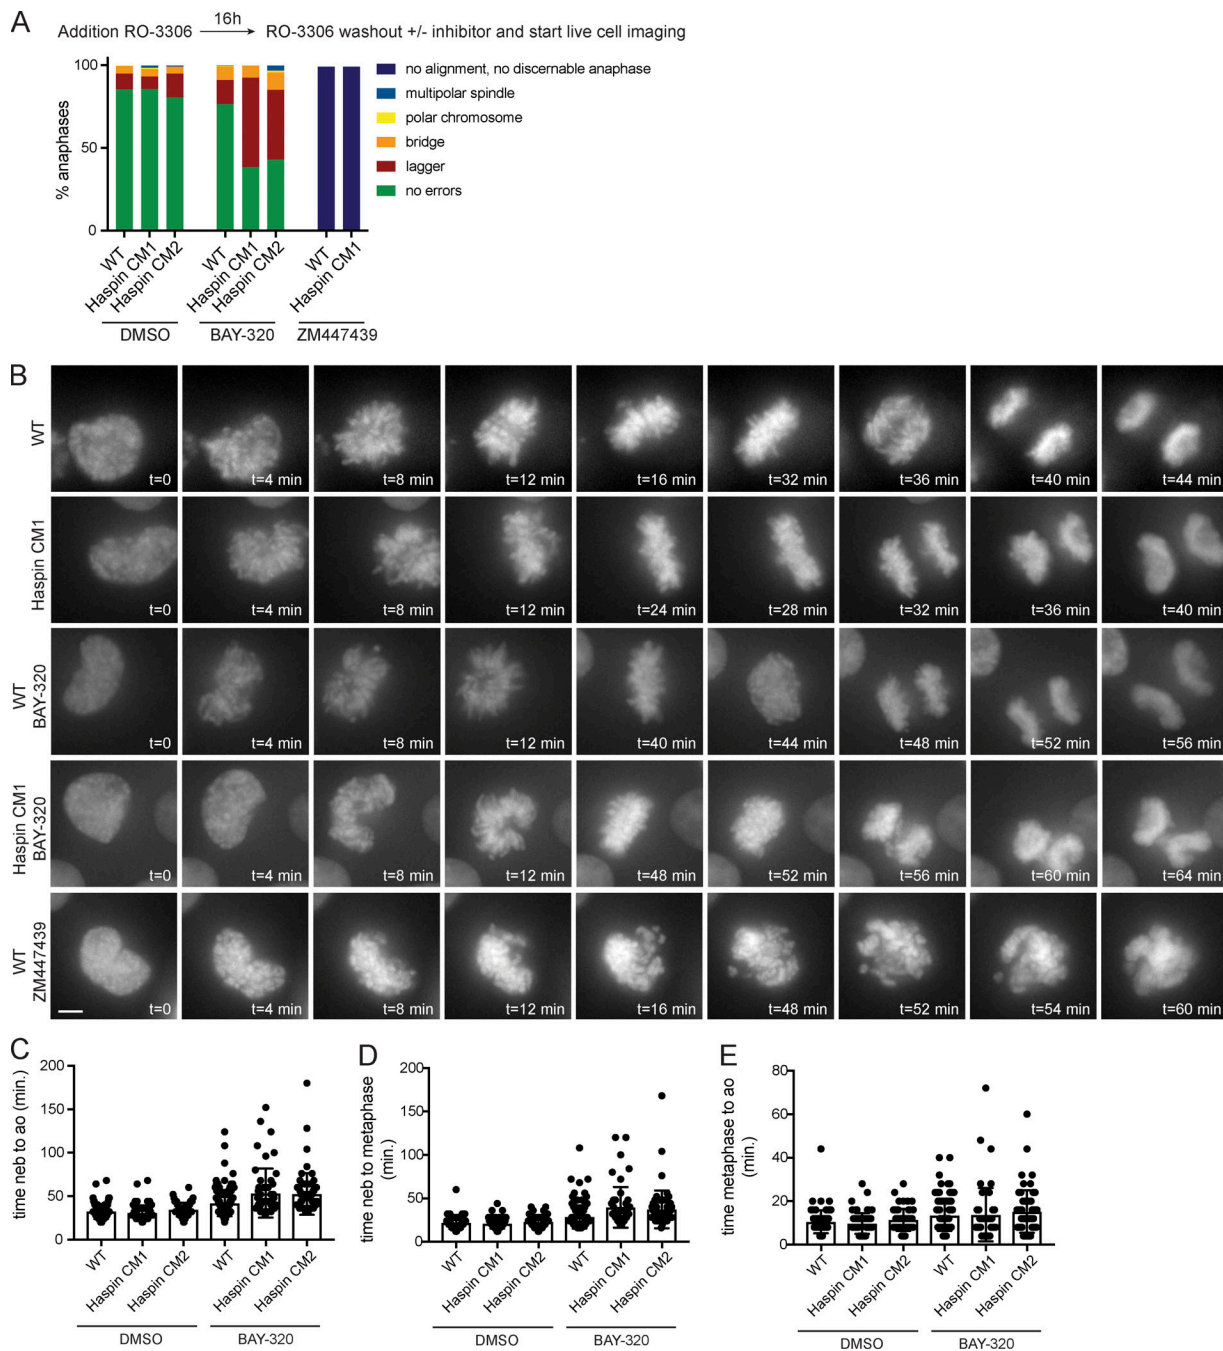 A
Addition RO-3306 16h RO-3306 washout +/- inhibitor and start live cell imaging
% anaphases
100
50
0
no alignment, no discernable anaphase
multipolar spindle
polar chromosome
bridge
lagger
no errors
WT Haspin CM1 Haspin CM2 WT Haspin CM1 Haspin CM2 WT Haspin CM1
DMSO BAY-320 ZM447439
B
WT
t=0 t=4 min t=8 min t=12 min t=16 min t=32 min t=36 min t=40 min t=44 min
Haspin CM1
t=0 t=4 min t=8 min t=12 min t=24 min t=28 min t=32 min t=36 min t=40 min
WT
BAY-320
t=0 t=4 min t=8 min t=12 min t=40 min t=44 min t=48 min t=52 min t=56 min
Haspin CM1
BAY-320
t=0 t=4 min t=8 min t=12 min t=48 min t=52 min t=56 min t=60 min t=64 min
WT
ZM447439
t=0 t=4 min t=8 min t=12 min t=16 min t=48 min t=52 min t=54 min t=60 min
C
time neb to ao (min.)
200
150
100
50
0
WT Haspin CM1 Haspin CM2 WT Haspin CM1 Haspin CM2
DMSO BAY-320
D
time neb to metaphase
(min.)
200
150
100
50
0
WT Haspin CM1 Haspin CM2 WT Haspin CM1 Haspin CM2
DMSO BAY-320
E
time metaphase to ao
(min.)
80
60
40
20
0
WT Haspin CM1 Haspin CM2 WT Haspin CM1 Haspin CM2
DMSO BAY-320